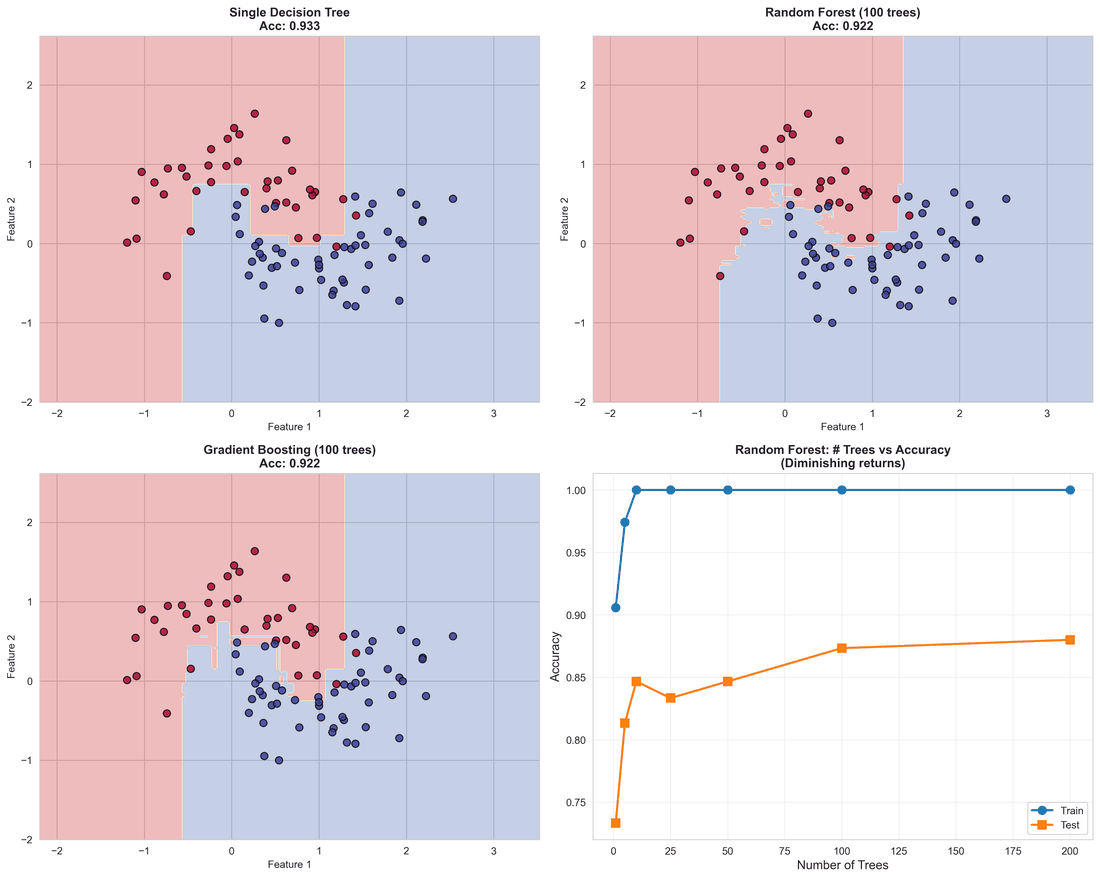 Single Decision Tree
Acc: 0.933
Feature 2
2
1
0
−1
−2
−2
−1
0
1
2
3
Feature 1
Random Forest (100 trees)
Acc: 0.922
Feature 2
2
1
0
−1
−2
−2
−1
0
1
2
3
Feature 1
Gradient Boosting (100 trees)
Acc: 0.922
Feature 2
2
1
0
−1
−2
−2
−1
0
1
2
3
Feature 1
Random Forest: # Trees vs Accuracy
(Diminishing returns)
Accuracy
1.00
0.95
0.90
0.85
0.80
0.75
Train
Test
0
25
50
75
100
125
150
175
200
Number of Trees